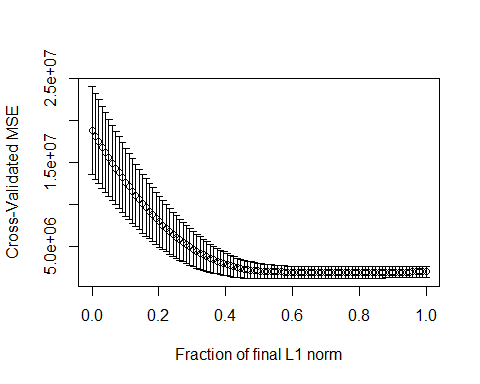 Cross-Validated MSE
5.0e+06
1.5e+07
2.5e+07
0.0 0.2 0.4 0.6 0.8 1.0
Fraction of final L1 norm